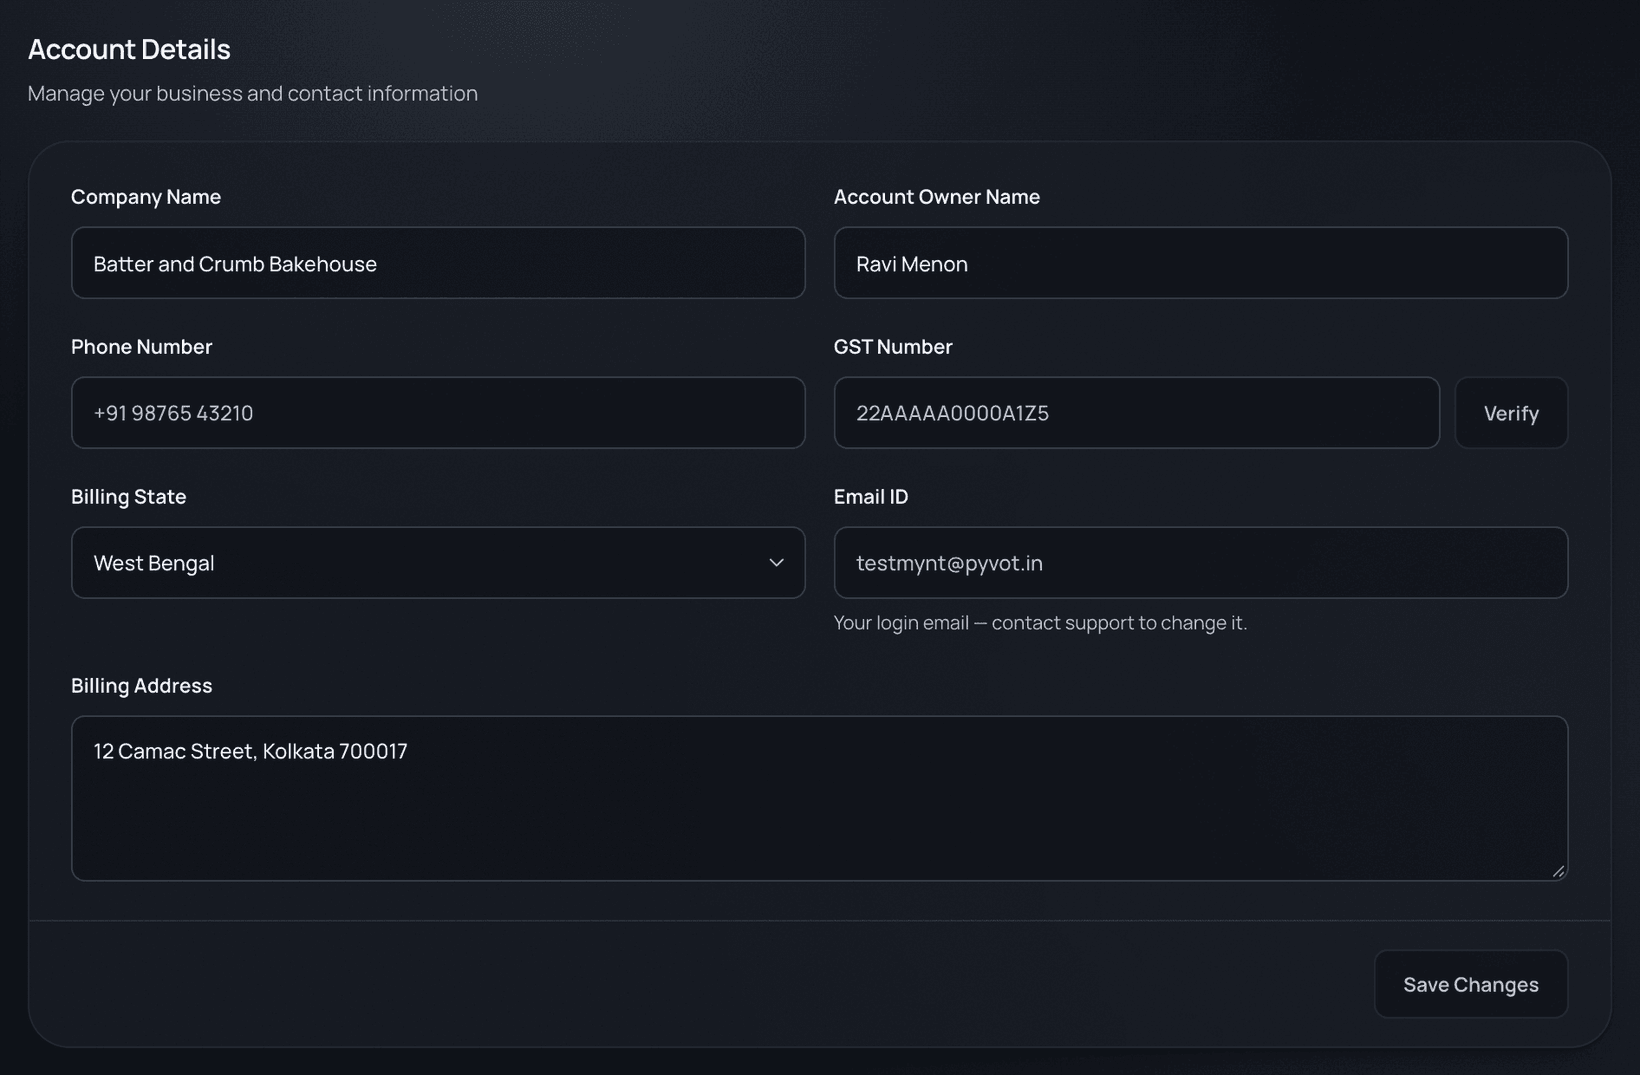 Account Details
Manage your business and contact information
Company Name
Account Owner Name
Batter and Crumb Bakehouse
Ravi Menon
Phone Number
GST Number
+91 98765 43210
22AAAAA0000A1Z5
Verify
Billing State
Email ID
West Bengal
testmynt@pyvot.in
Your login email — contact support to change it.
Billing Address
12 Camac Street, Kolkata 700017
Save Changes